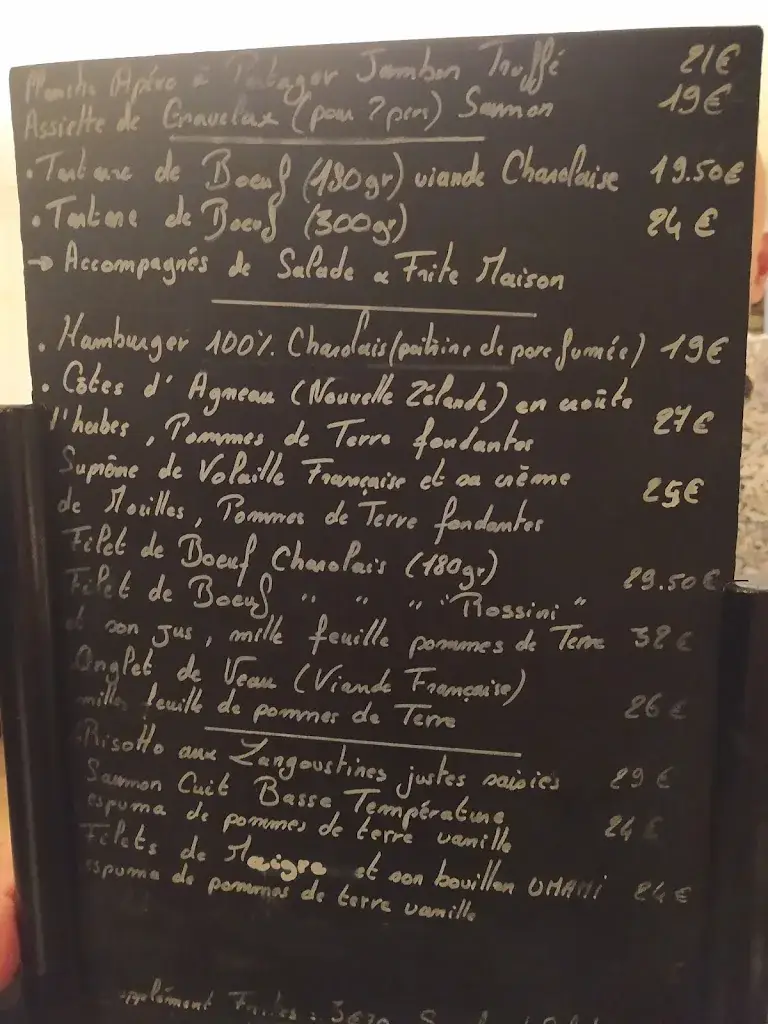 Planche Apéro à Partager Jambon Truffé 21€
Assiette de Gravelax (pour 2 pers) Saumon 19€
• Tartare de Boeuf (180gr) viande Charolaise 19.50€
• Tartare de Boeuf (300gr) 24€
→ Accompagnés de Salade & Frite Maison
• Hamburger 100% Charolais (poitrine de porc fumée) 19€
• Côtes d'Agneau (Nouvelle Zélande) en croûte
d'herbes, Pommes de Terre fondantes 27€
Suprême de Volaille Française et sa crème
de Morilles, Pommes de Terre fondantes 25€
Filet de Boeuf Charolais (180gr) 29.50€
Filet de Boeuf " " " "Rossini"
et son jus, mille feuille pommes de Terre 38€
Onglet de Veau (Viande Française)
mille feuille de pommes de Terre 26€
Risotto aux Langoustines justes saisies 29€
Saumon Cuit Basse Température
espuma de pommes de terre vanille 24€
Filets de Maigre et son bouillon UMAMI 24€
espuma de pommes de terre vanille
Supplément Frites :